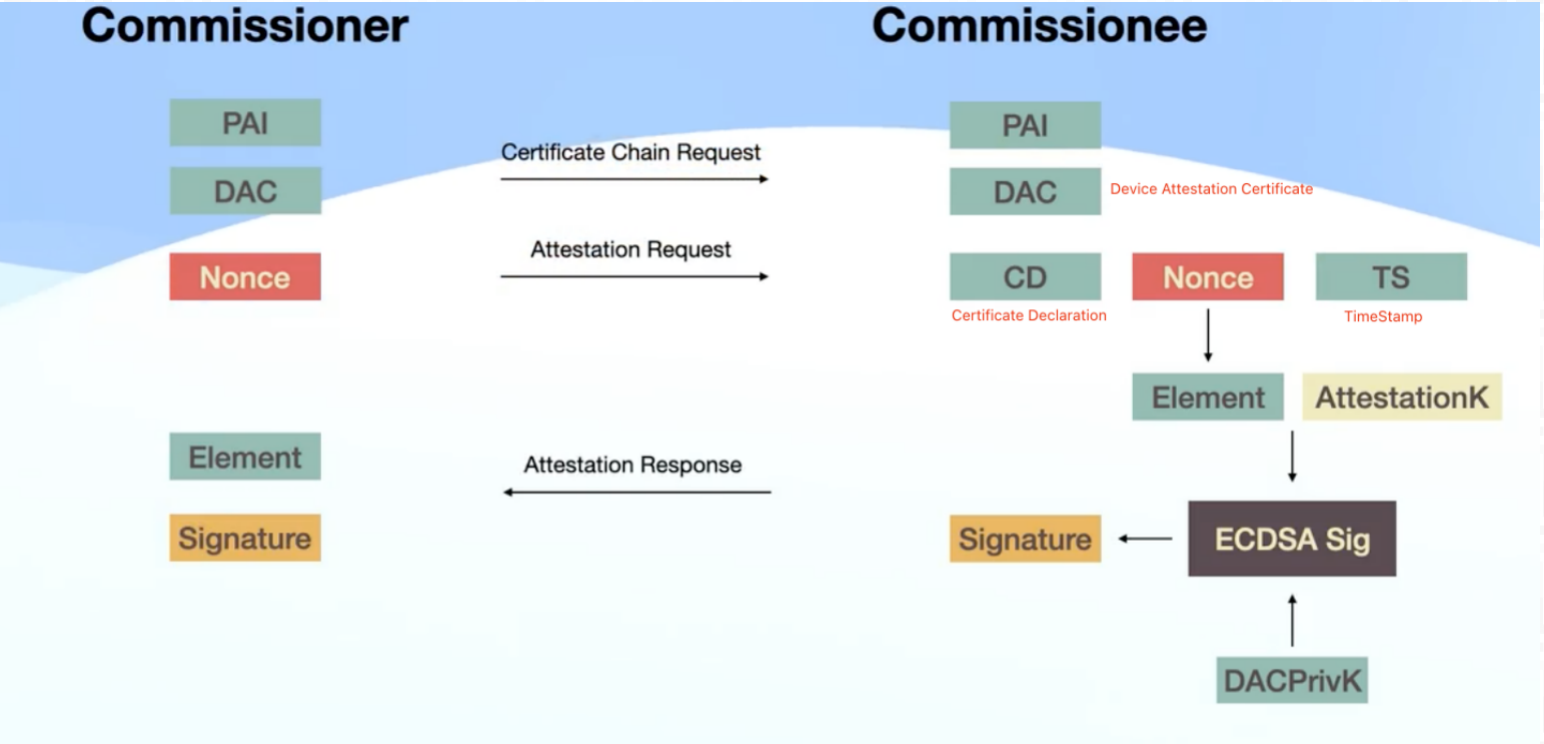 Commissioner
Commissionee
PAI
PAI
Certificate Chain Request
DAC
DAC
Device Attestation Certificate
Attestation Request
Nonce
CD
Nonce
TS
Certificate Declaration
TimeStamp
Element
AttestationK
Element
Attestation Response
Signature
Signature
ECDSA Sig
DACPrivK